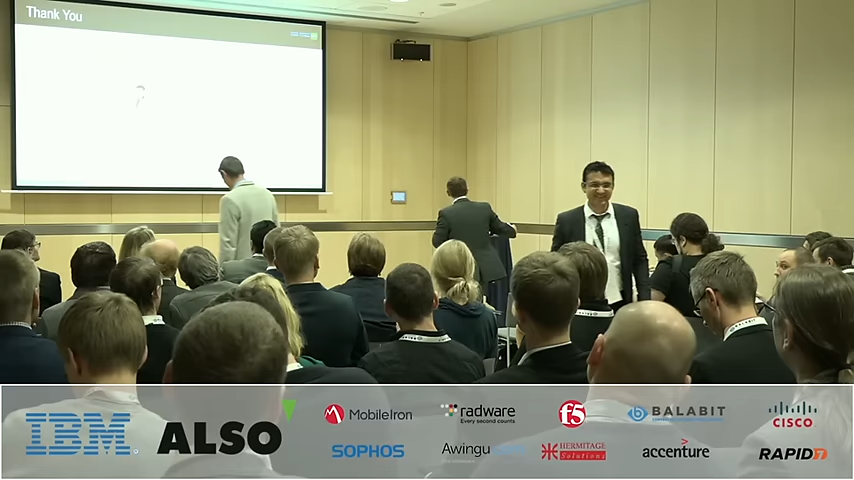 Thank You
IBM
ALSO
MobileIron
radware
Every second counts
f5
BALABIT
CISCO
SOPHOS
Awingu
HERMITAGE
Solutions
accenture
RAPID7